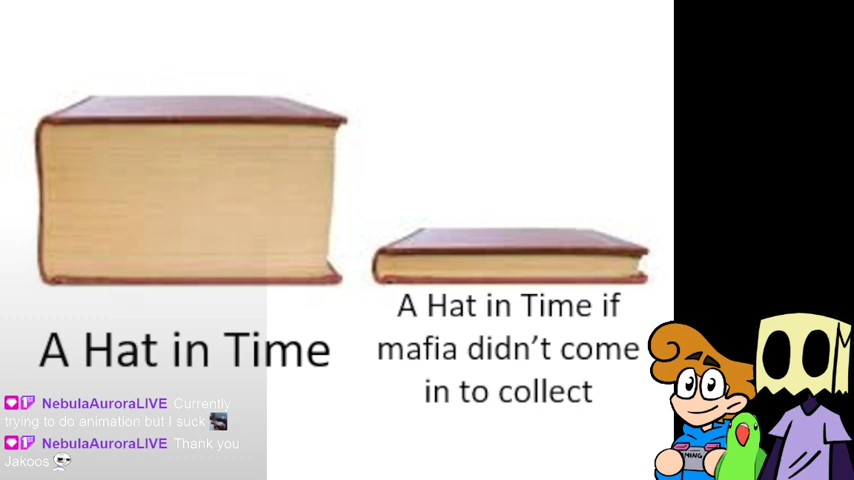 A Hat in Time
A Hat in Time if
mafia didn't come
in to collect
NebulaAuroraLIVE Currently
trying to do animation but I suck
NebulaAuroraLIVE Thank you
Jakoos
MING